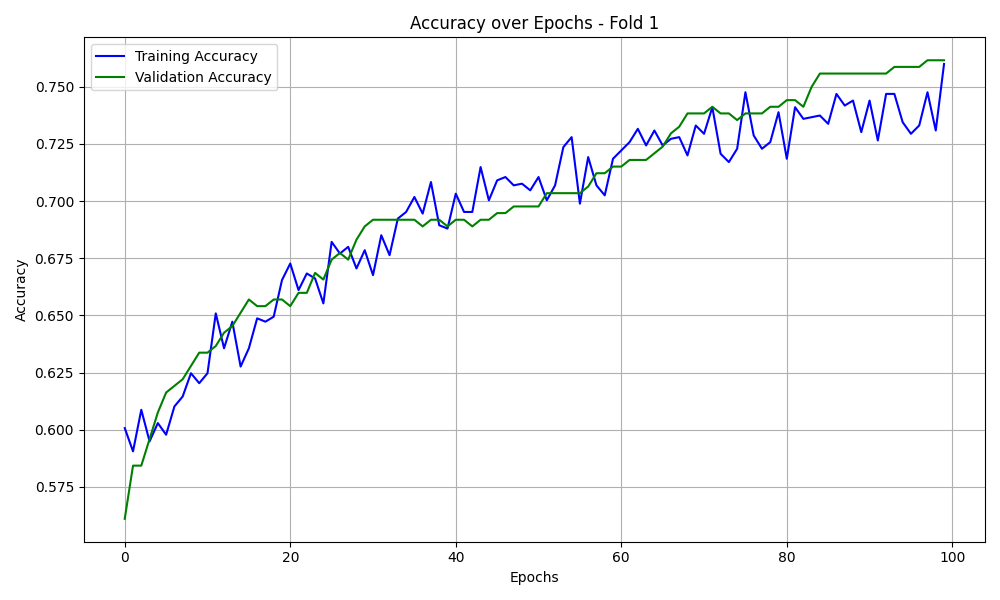 Accuracy over Epochs - Fold 1
Training Accuracy
Validation Accuracy
Accuracy
0.750
0.725
0.700
0.675
0.650
0.625
0.600
0.575
0 20 40 60 80 100
Epochs